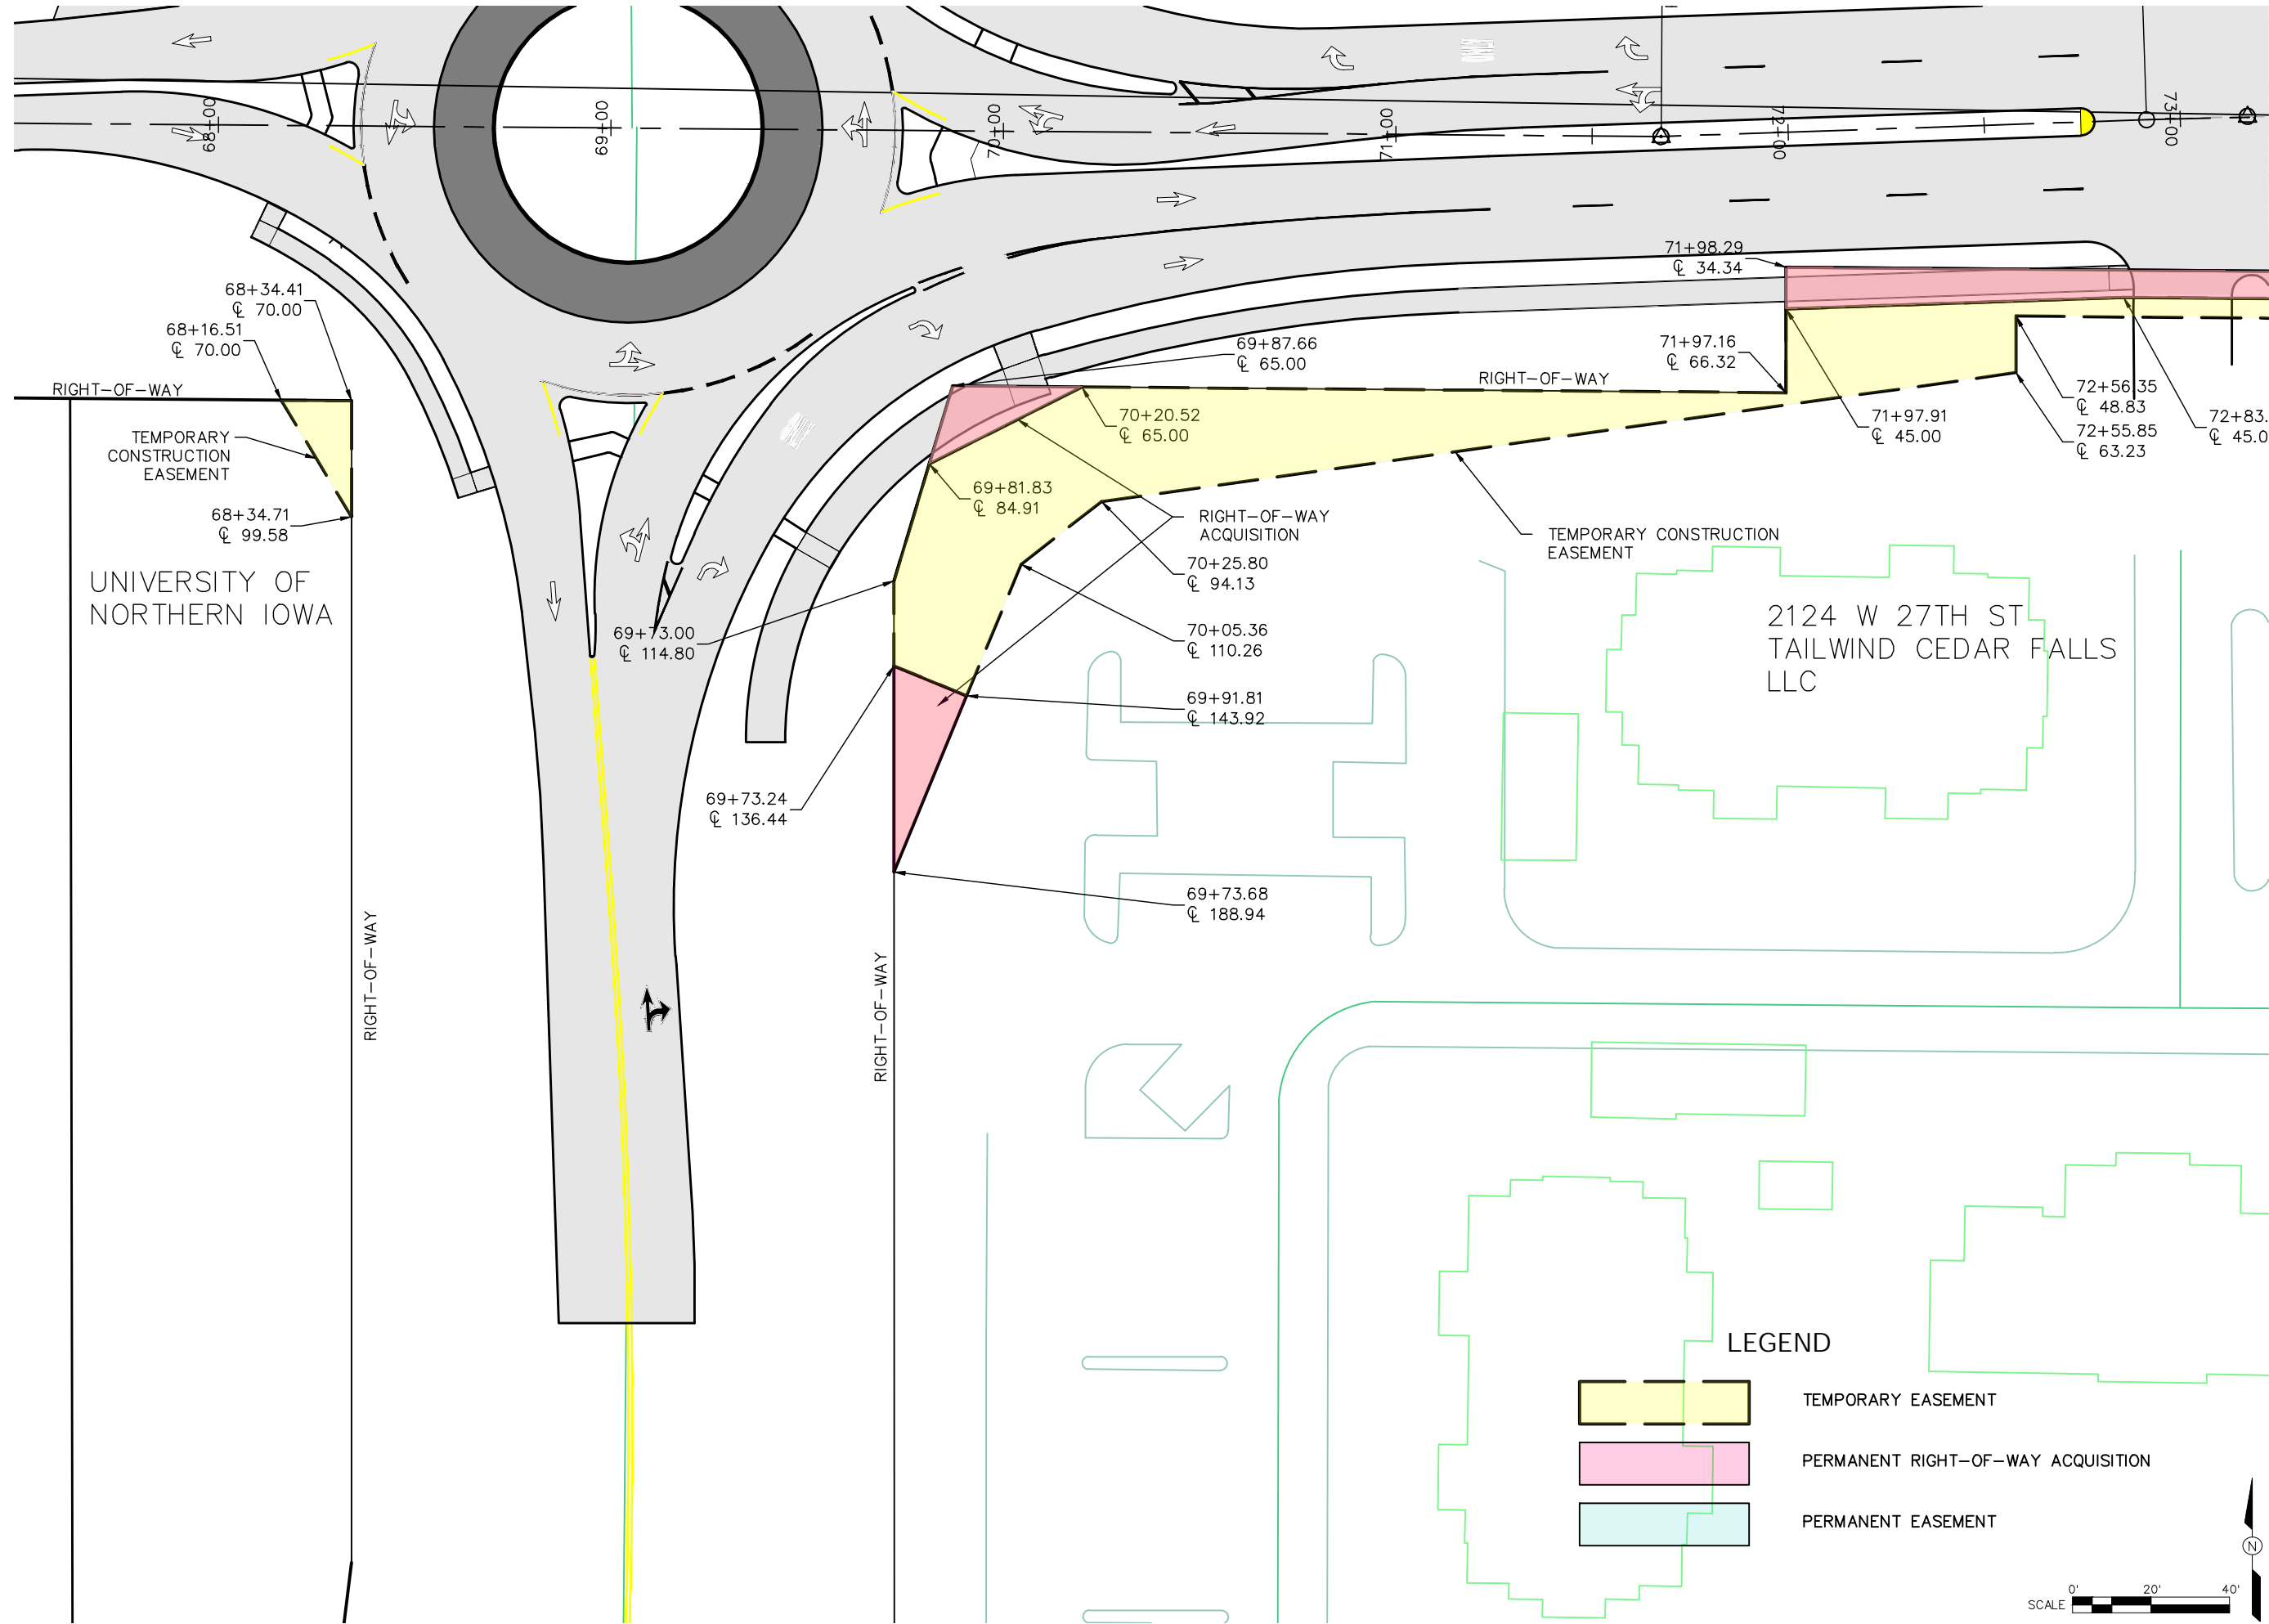 68+00
69+00
70+00
71+00
72+00
73+00
71+98.29
℄ 34.34
68+34.41
℄ 70.00
68+16.51
℄ 70.00
69+87.66
℄ 65.00
71+97.16
℄ 66.32
RIGHT-OF-WAY
RIGHT-OF-WAY
72+56.35
℄ 48.83
70+20.52
℄ 65.00
71+97.91
℄ 45.00
72+83.
℄ 45.0
72+55.85
℄ 63.23
TEMPORARY
CONSTRUCTION
EASEMENT
69+81.83
℄ 84.91
68+34.71
℄ 99.58
RIGHT-OF-WAY
ACQUISITION
TEMPORARY CONSTRUCTION
EASEMENT
70+25.80
℄ 94.13
UNIVERSITY OF
NORTHERN IOWA
2124 W 27TH ST
TAILWIND CEDAR FALLS
LLC
69+73.00
℄ 114.80
70+05.36
℄ 110.26
69+91.81
℄ 143.92
69+73.24
℄ 136.44
69+73.68
℄ 188.94
RIGHT-OF-WAY
RIGHT-OF-WAY
LEGEND
TEMPORARY EASEMENT
PERMANENT RIGHT-OF-WAY ACQUISITION
PERMANENT EASEMENT
N
0' 20' 40'
SCALE